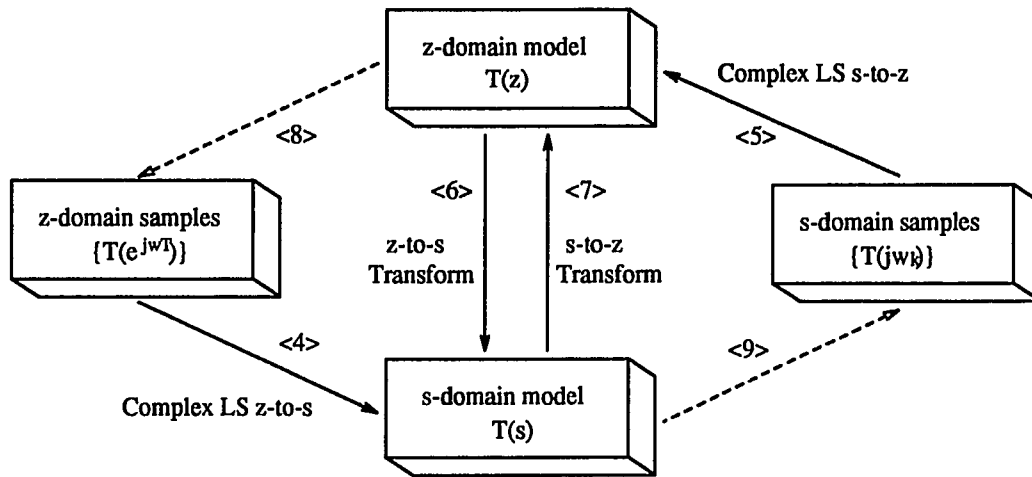 z-domain model
T(z)
Complex LS s-to-z
<8>
<5>
<6>
<7>
z-domain samples
{T(e^jwT)}
z-to-s
Transform
s-to-z
Transform
s-domain samples
{T(jwk)}
<4>
<9>
Complex LS z-to-s
s-domain model
T(s)